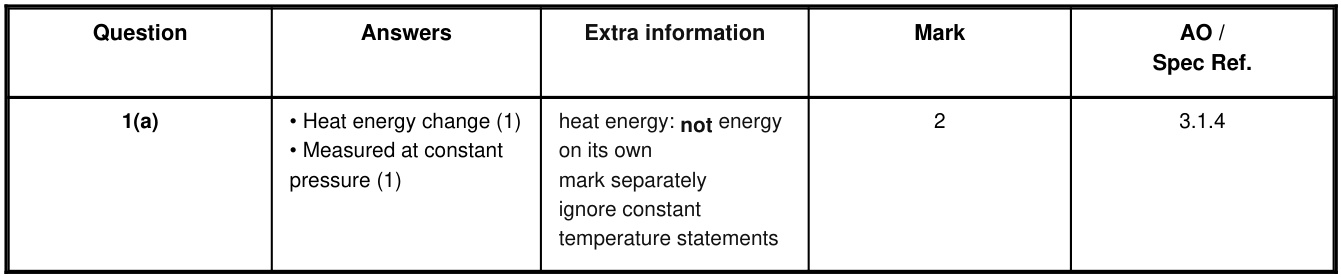 Question Answers Extra information Mark AO /
Spec Ref.
1(a) • Heat energy change (1) heat energy: not energy 2 3.1.4
• Measured at constant on its own
pressure (1) mark separately
ignore constant
temperature statements